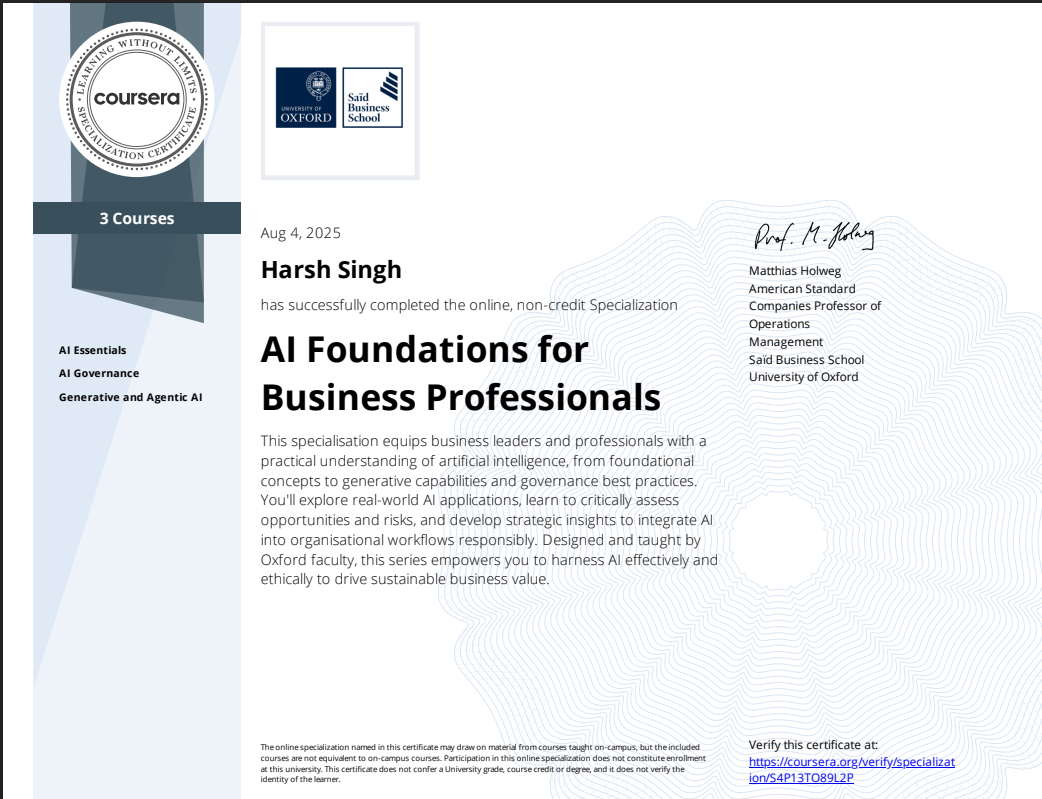 LEARNING WITHOUT LIMITS
coursera
SPECIALIZATION CERTIFICATE
3 Courses
AI Essentials
AI Governance
Generative and Agentic AI
UNIVERSITY OF
OXFORD
Saïd
Business
School
Aug 4, 2025
Harsh Singh
has successfully completed the online, non-credit Specialization
AI Foundations for
Business Professionals
This specialisation equips business leaders and professionals with a
practical understanding of artificial intelligence, from foundational
concepts to generative capabilities and governance best practices.
You'll explore real-world AI applications, learn to critically assess
opportunities and risks, and develop strategic insights to integrate AI
into organisational workflows responsibly. Designed and taught by
Oxford faculty, this series empowers you to harness AI effectively and
ethically to drive sustainable business value.
Prof. M. Holweg
Matthias Holweg
American Standard
Companies Professor of
Operations
Management
Saïd Business School
University of Oxford
The online specialization named in this certificate may draw on material from courses taught on-campus, but the included
courses are not equivalent to on-campus courses. Participation in this online specialization does not constitute enrollment
at this university. This certificate does not confer a University grade, course credit or degree, and it does not verify the
identity of the learner.
Verify this certificate at:
https://coursera.org/verify/specializat
ion/S4P13TO89L2P